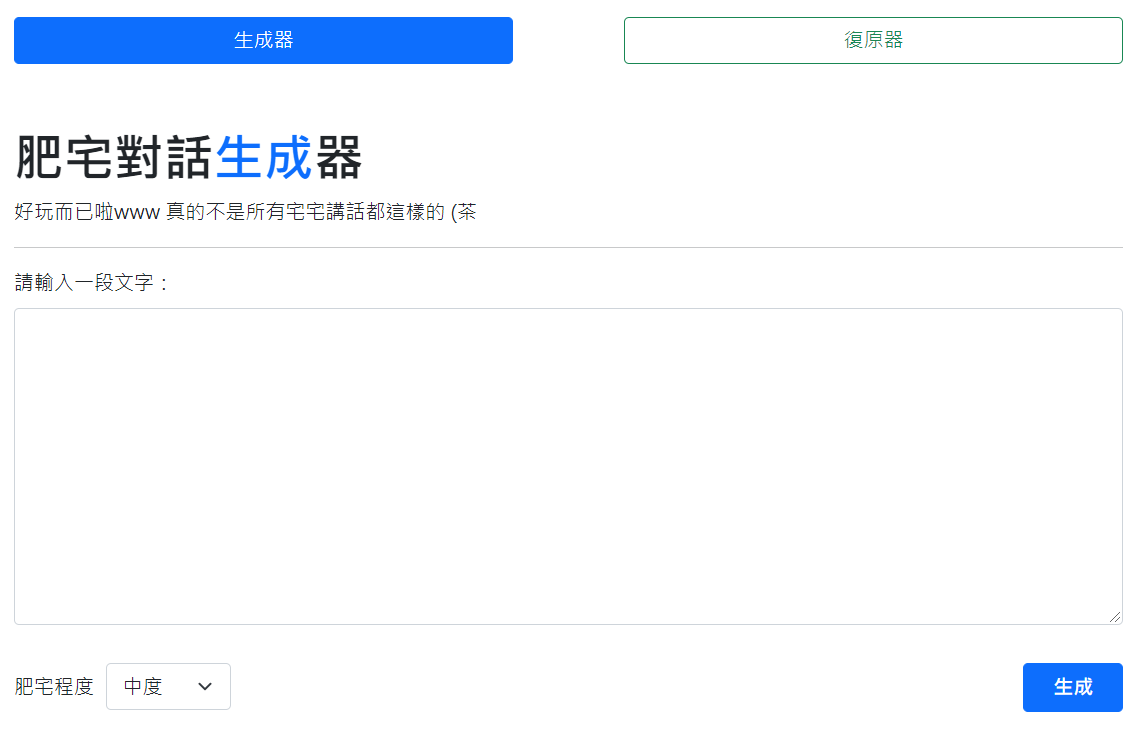 生成器
復原器
肥宅對話生成器
好玩而已啦www 真的不是所有宅宅講話都這樣的 (茶
請輸入一段文字：
肥宅程度
中度
生成